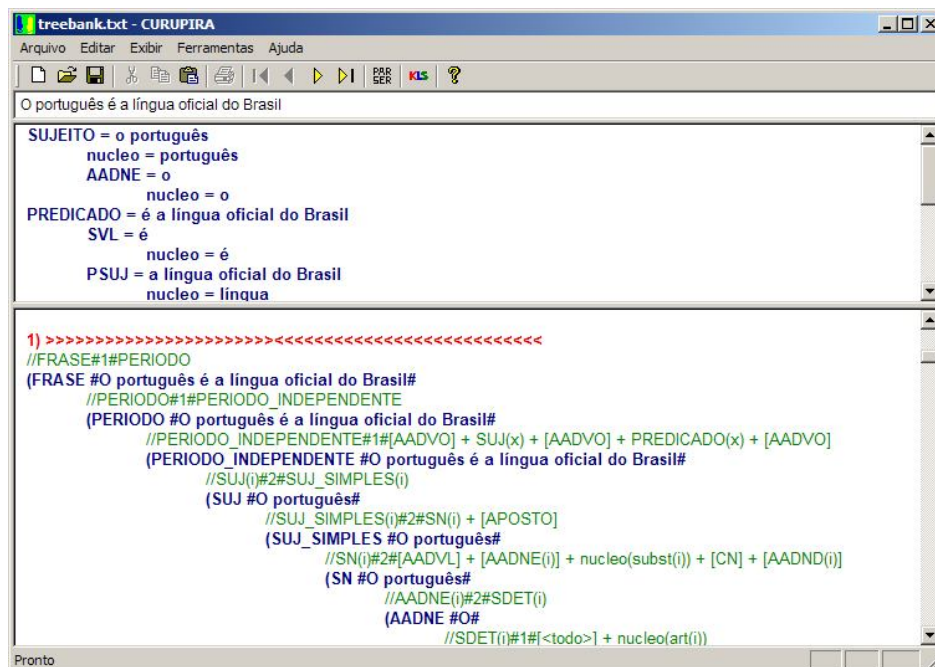 treebank.txt - CURUPIRA
Arquivo Editar Exibir Ferramentas Ajuda
PAR SER KLS
O português é a língua oficial do Brasil
SUJEITO = o português
nucleo = português
AADNE = o
nucleo = o
PREDICADO = é a língua oficial do Brasil
SVL = é
nucleo = é
PSUJ = a língua oficial do Brasil
nucleo = língua
1) >>>>>>>>>>>>>>>>>>>>>>><<<<<<<<<<<<<<<<<<<<<<<<<<<
//FRASE#1#PERIODO
(FRASE #O português é a língua oficial do Brasil#
//PERIODO#1#PERIODO_INDEPENDENTE
(PERIODO #O português é a língua oficial do Brasil#
//PERIODO_INDEPENDENTE#1#[AADVO] + SUJ(x) + [AADVO] + PREDICADO(x) + [AADVO]
(PERIODO_INDEPENDENTE #O português é a língua oficial do Brasil#
//SUJ(i)#2#SUJ_SIMPLES(i)
(SUJ #O português#
//SUJ_SIMPLES(i)#2#SN(i) + [APOSTO]
(SUJ_SIMPLES #O português#
//SN(i)#2#[AADVL] + [AADNE(i)] + nucleo(subst(i)) + [CN] + [AADND(i)]
(SN #O português#
//AADNE(i)#2#SDET(i)
(AADNE #O#
//SDET(i)#1#[<todo>] + nucleo(art(i))
Pronto